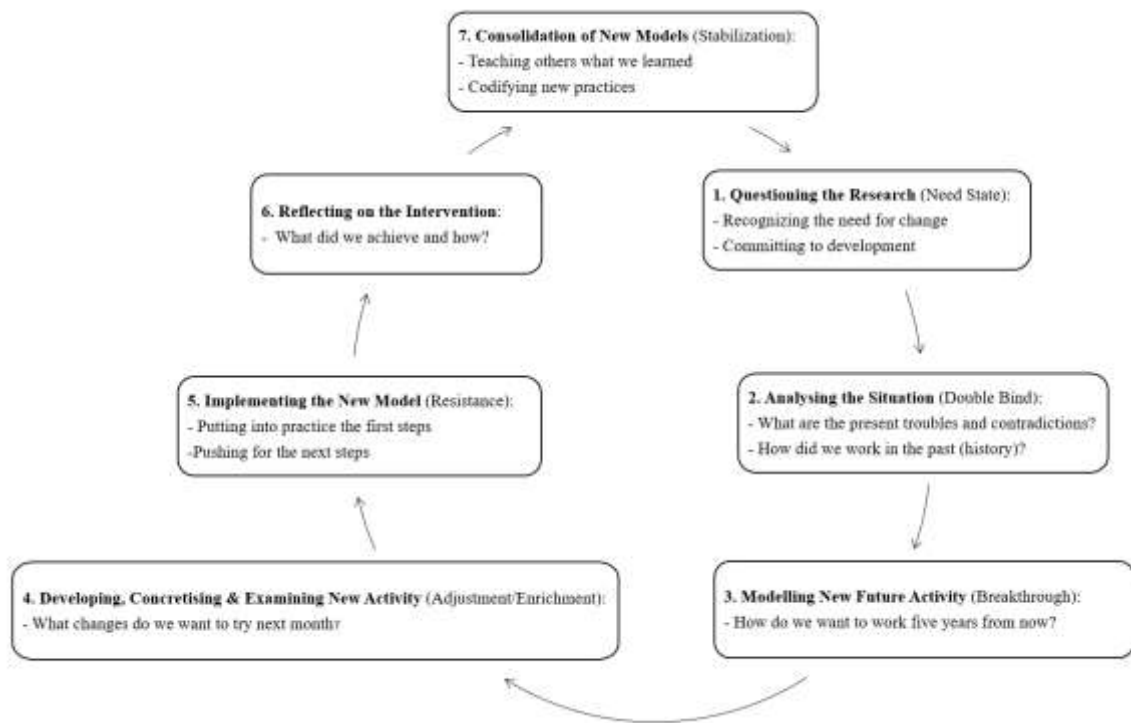 7. Consolidation of New Models (Stabilization):
- Teaching others what we learned
- Codifying new practices
1. Questioning the Research (Need State):
- Recognizing the need for change
- Committing to development
2. Analysing the Situation (Double Bind):
- What are the present troubles and contradictions?
- How did we work in the past (history)?
3. Modelling New Future Activity (Breakthrough):
- How do we want to work five years from now?
4. Developing, Concretising & Examining New Activity (Adjustment/Enrichment):
- What changes do we want to try next month?
5. Implementing the New Model (Resistance):
- Putting into practice the first steps
-Pushing for the next steps
6. Reflecting on the Intervention:
- What did we achieve and how?